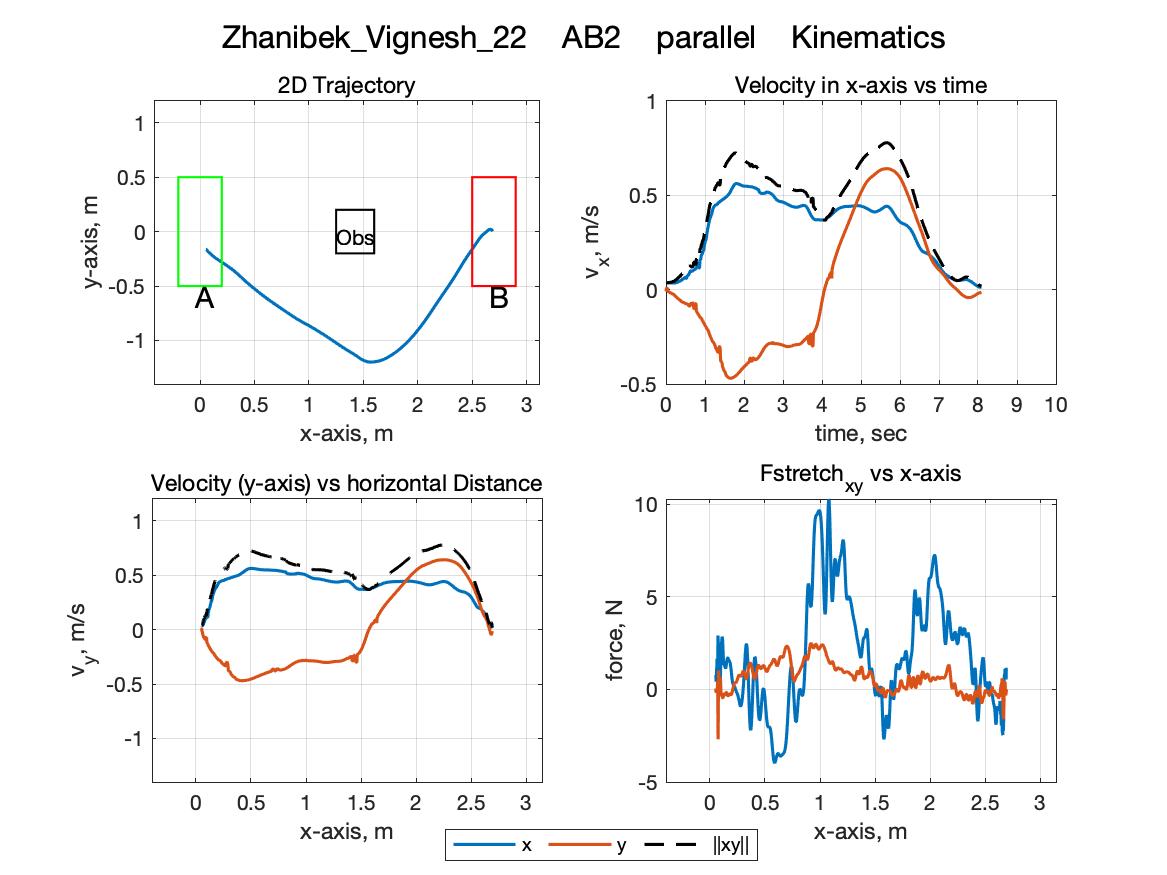 Zhanibek_Vignesh_22 AB2 parallel Kinematics
2D Trajectory
1
0.5
0
-0.5
-1
y-axis, m
Obs
A
B
0 0.5 1 1.5 2 2.5 3
x-axis, m
Velocity in x-axis vs time
1
0.5
0
-0.5
v_x, m/s
0 1 2 3 4 5 6 7 8 9 10
time, sec
Velocity (y-axis) vs horizontal Distance
1
0.5
0
-0.5
-1
v_y, m/s
0 0.5 1 1.5 2 2.5 3
x-axis, m
Fstretch_xy vs x-axis
10
5
0
-5
force, N
0 0.5 1 1.5 2 2.5 3
x-axis, m
x y ||xy||